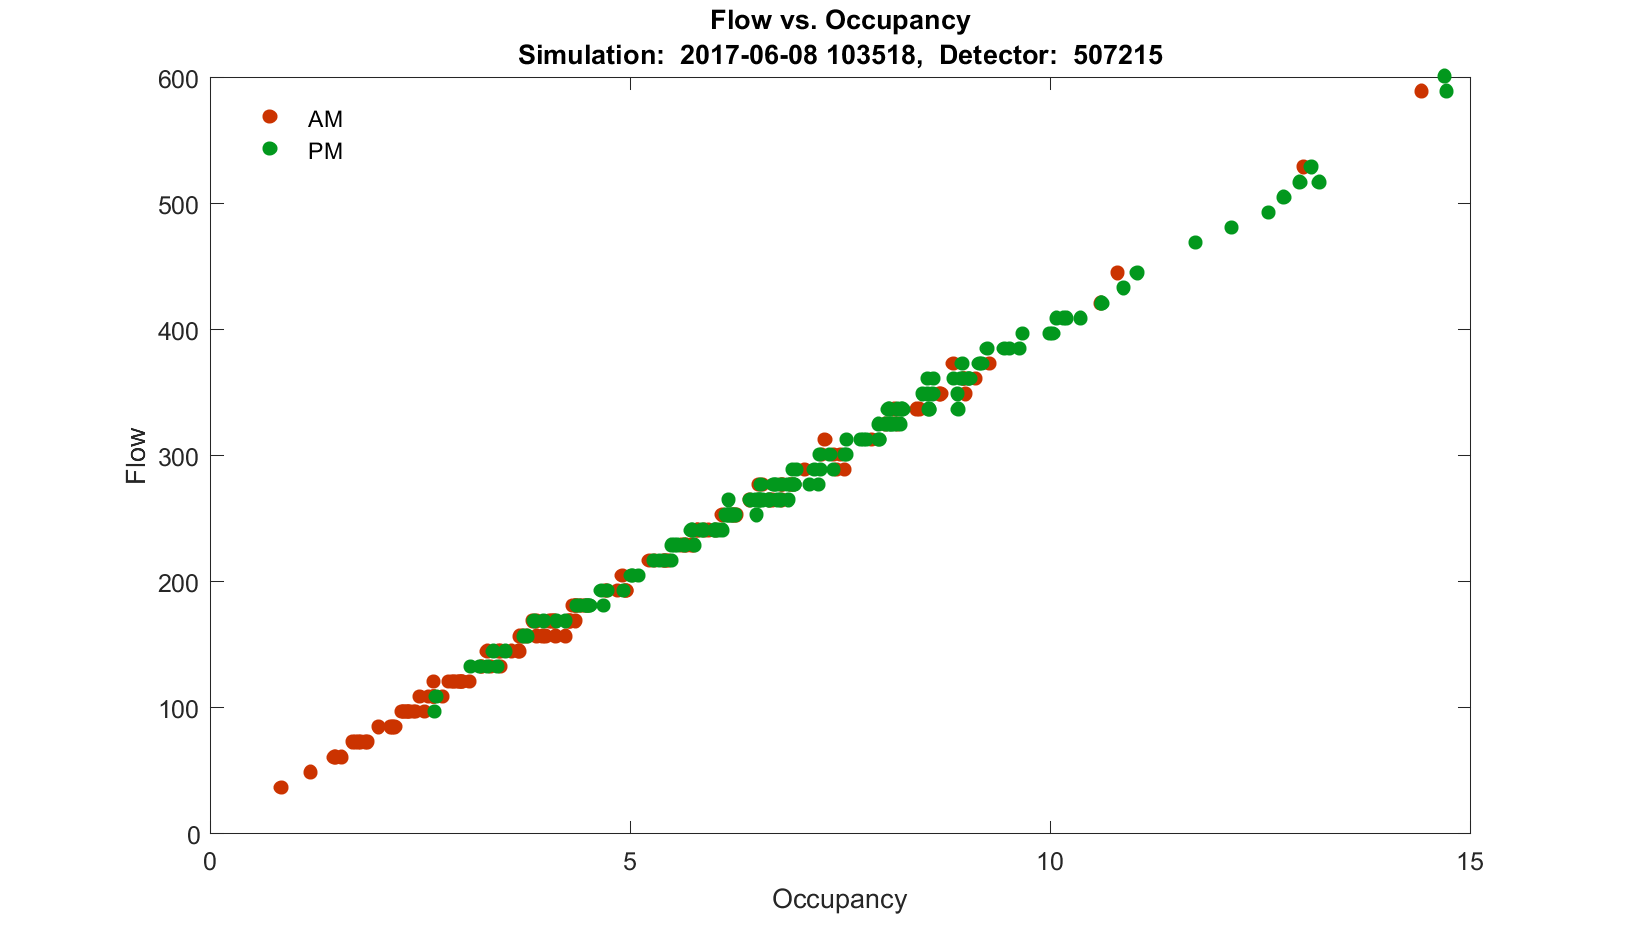 Flow vs. Occupancy
Simulation:  2017-06-08 103518,  Detector:  507215
600
AM
PM
500
400
300
200
100
0
Flow
0 5 10 15
Occupancy